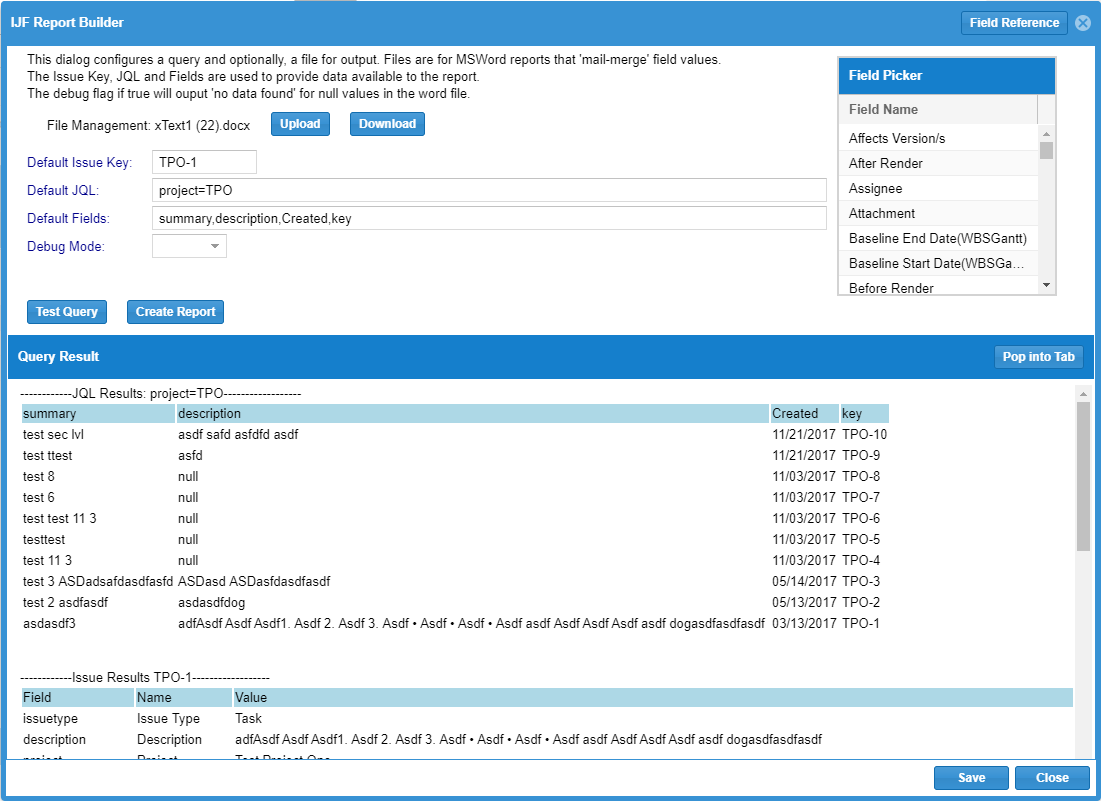 IJF Report Builder
Field Reference
This dialog configures a query and optionally, a file for output. Files are for MSWord reports that 'mail-merge' field values.
The Issue Key, JQL and Fields are used to provide data available to the report.
The debug flag if true will ouput 'no data found' for null values in the word file.
File Management: xText1 (22).docx Upload Download
Default Issue Key: TPO-1
Default JQL: project=TPO
Default Fields: summary,description,Created,key
Debug Mode:
Test Query Create Report
Field Picker
Field Name
Affects Version/s
After Render
Assignee
Attachment
Baseline End Date(WBSGantt)
Baseline Start Date(WBSGa...
Before Render
Query Result
Pop into Tab
------------JQL Results: project=TPO------------------
summary description Created key
test sec lvl asdf safd asfdfd asdf 11/21/2017 TPO-10
test ttest asfd 11/21/2017 TPO-9
test 8 null 11/03/2017 TPO-8
test 6 null 11/03/2017 TPO-7
test test 11 3 null 11/03/2017 TPO-6
testtest null 11/03/2017 TPO-5
test 11 3 null 11/03/2017 TPO-4
test 3 ASDadsafdasdfasfd ASDasd ASDasfdasdfasdf 05/14/2017 TPO-3
test 2 asdfasdf asdasdfdog 05/13/2017 TPO-2
asdasdf3 adfAsdf Asdf Asdf1. Asdf 2. Asdf 3. Asdf • Asdf • Asdf • Asdf asdf Asdf Asdf Asdf asdf dogasdfasdfasdf 03/13/2017 TPO-1
------------Issue Results TPO-1------------------
Field Name Value
issuetype Issue Type Task
description Description adfAsdf Asdf Asdf1. Asdf 2. Asdf 3. Asdf • Asdf • Asdf • Asdf asdf Asdf Asdf Asdf asdf dogasdfasdfasdf
project Project Test Project One
Save Close